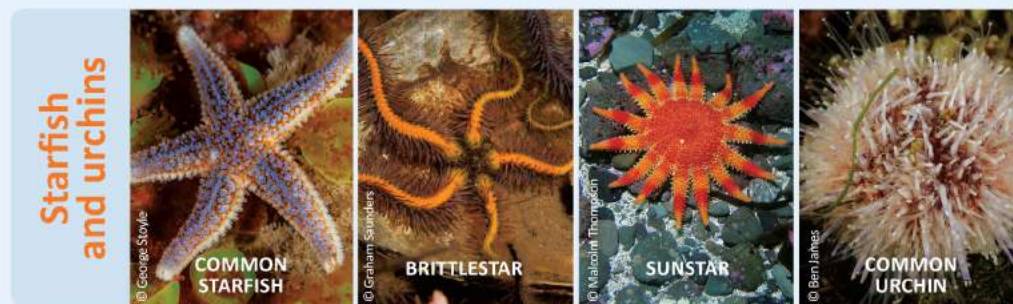 Starfish
and urchins
© George Stoyle
COMMON
STARFISH
© Graham Saunders
BRITTLESTAR
© Malcolm Thompson
SUNSTAR
© Ben James
COMMON
URCHIN